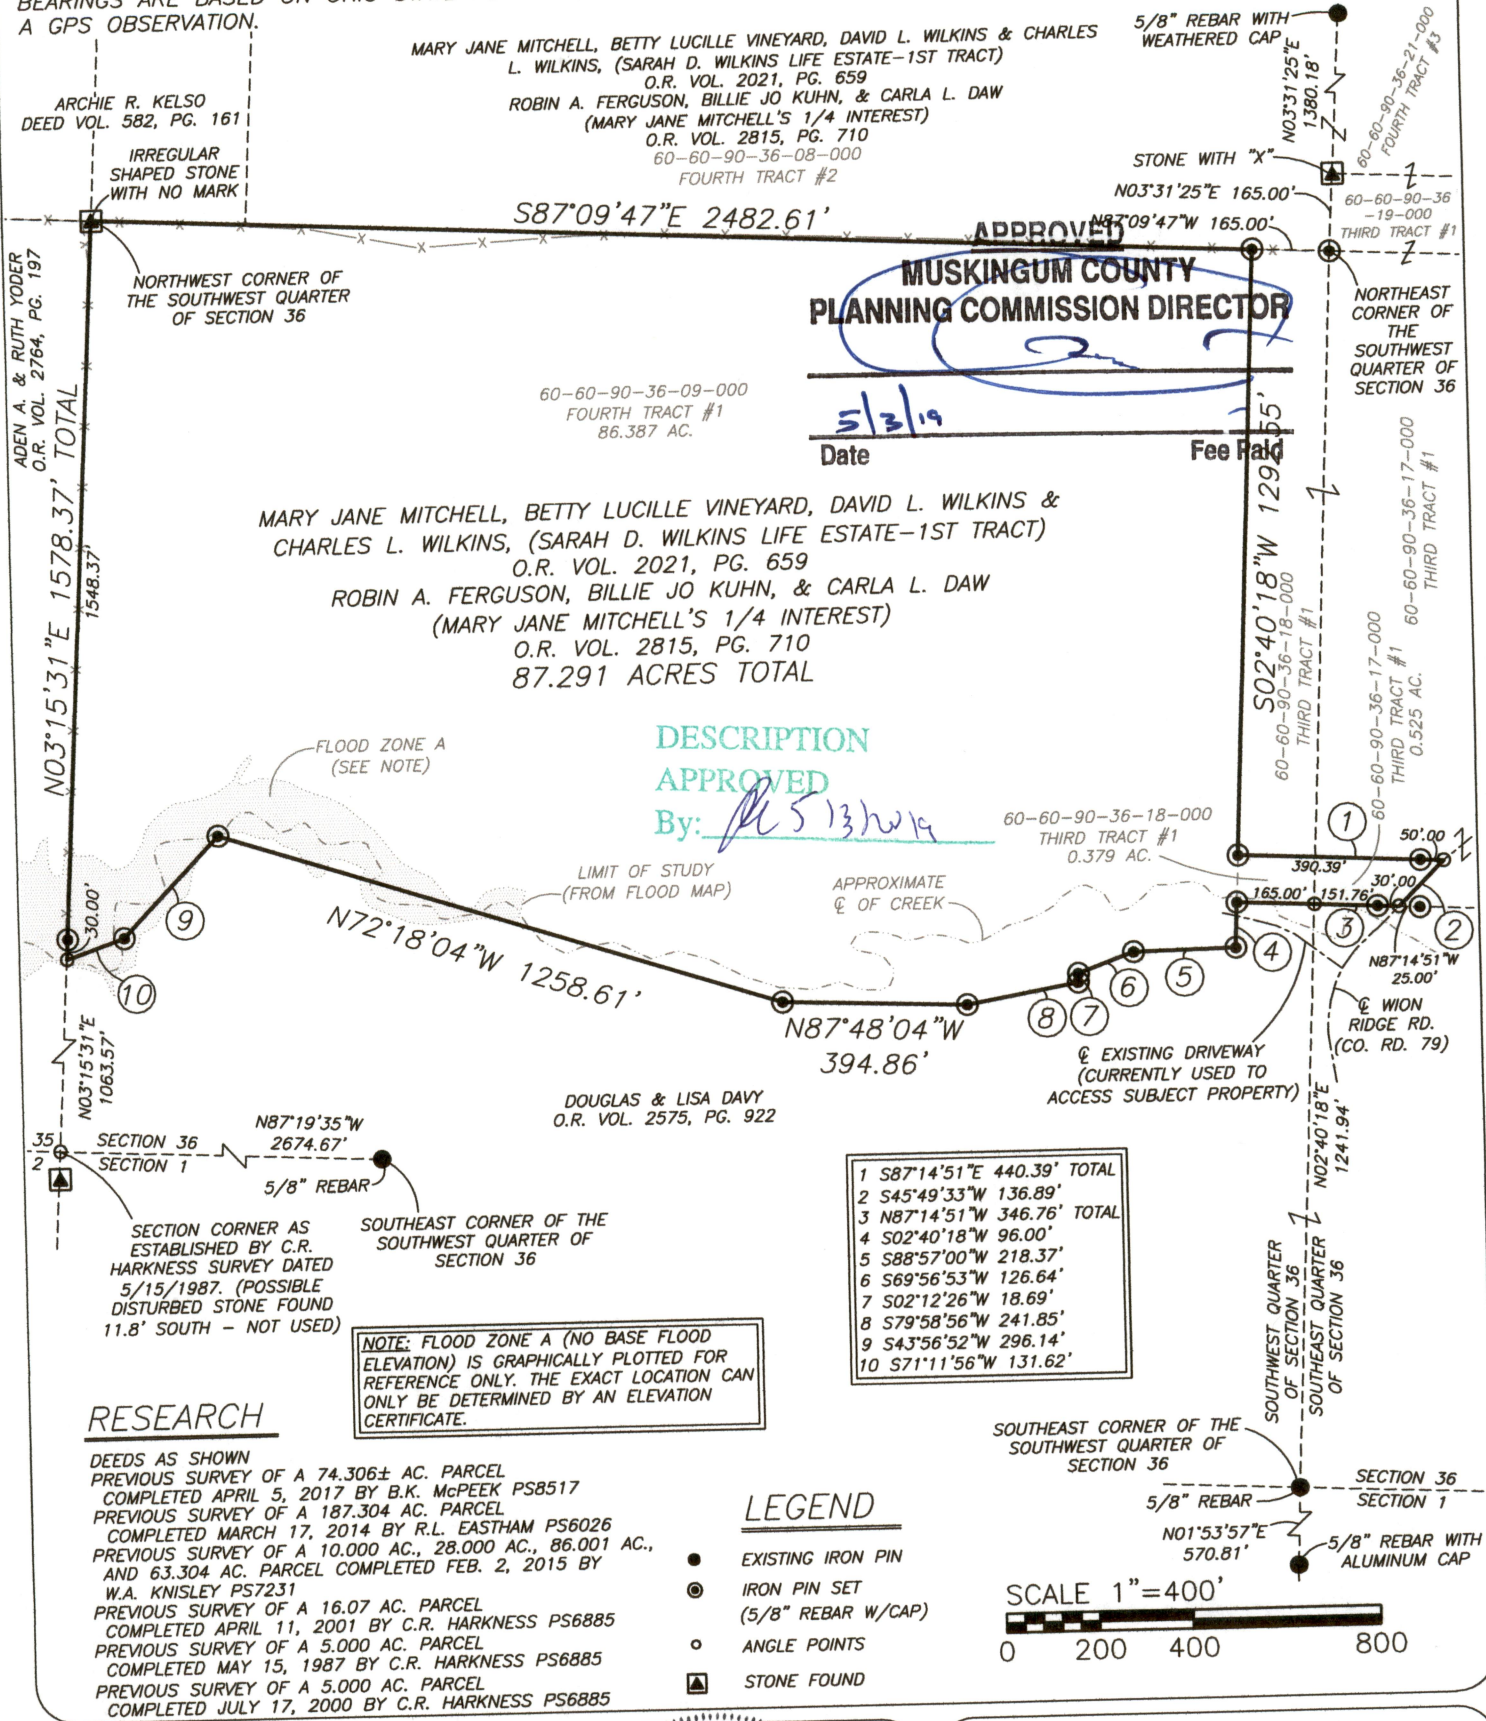 BEARINGS ARE BASED ON OHIO
A GPS OBSERVATION.
ARCHIE R. KELSO
DEED VOL. 582, PG. 161
IRREGULAR
SHAPED STONE
WITH NO MARK
MARY JANE MITCHELL, BETTY LUCILLE VINEYARD, DAVID L. WILKINS & CHARLES
L. WILKINS, (SARAH D. WILKINS LIFE ESTATE-1ST TRACT)
O.R. VOL. 2021, PG. 659
ROBIN A. FERGUSON, BILLIE JO KUHN, & CARLA L. DAW
(MARY JANE MITCHELL'S 1/4 INTEREST)
O.R. VOL. 2815, PG. 710
60-60-90-36-08-000
FOURTH TRACT #2
5/8" REBAR WITH
WEATHERED CAP
N03°31'25"E
1380.18'
60-60-90-36-21-000
FOURTH TRACT #3
STONE WITH "X"
N03°31'25"E 165.00'
60-60-90-36
-19-000
THIRD TRACT #1
N87°09'47"W 165.00'
S87°09'47"E 2482.61'
NORTHWEST CORNER OF
THE SOUTHWEST QUARTER
OF SECTION 36
APPROVED
MUSKINGUM COUNTY
PLANNING COMMISSION DIRECTOR
5/3/19
Date Fee Paid
NORTHEAST
CORNER OF
THE
SOUTHWEST
QUARTER OF
SECTION 36
ADEN A. & RUTH YODER
O.R. VOL. 2764, PG. 197
N03°15'31"E 1578.37' TOTAL
1548.37'
60-60-90-36-09-000
FOURTH TRACT #1
86.387 AC.
MARY JANE MITCHELL, BETTY LUCILLE VINEYARD, DAVID L. WILKINS &
CHARLES L. WILKINS, (SARAH D. WILKINS LIFE ESTATE-1ST TRACT)
O.R. VOL. 2021, PG. 659
ROBIN A. FERGUSON, BILLIE JO KUHN, & CARLA L. DAW
(MARY JANE MITCHELL'S 1/4 INTEREST)
O.R. VOL. 2815, PG. 710
87.291 ACRES TOTAL
S02°40'18"W 1292.55'
60-60-90-36-18-000
THIRD TRACT #1
60-60-90-36-17-000
THIRD TRACT #1
60-60-90-36-17-000
THIRD TRACT #1
0.525 AC.
FLOOD ZONE A
(SEE NOTE)
DESCRIPTION
APPROVED
By: 5/3/2019
60-60-90-36-18-000
THIRD TRACT #1
0.379 AC.
1
50'.00
390.39'
30'.00
165.00'
151.76'
2
3
4
5
6
7
8
9
10
30.00'
LIMIT OF STUDY
(FROM FLOOD MAP)
APPROXIMATE
℄ OF CREEK
N72°18'04"W 1258.61'
N87°48'04"W
394.86'
N87°14'51"W
25.00'
℄ WION
RIDGE RD.
(CO. RD. 79)
℄ EXISTING DRIVEWAY
(CURRENTLY USED TO
ACCESS SUBJECT PROPERTY)
N03°15'31"E
1063.57'
DOUGLAS & LISA DAVY
O.R. VOL. 2575, PG. 922
N02°40'18"E
1241.94'
35
2
SECTION 36
SECTION 1
N87°19'35"W
2674.67'
5/8" REBAR
SECTION CORNER AS
ESTABLISHED BY C.R.
HARKNESS SURVEY DATED
5/15/1987. (POSSIBLE
DISTURBED STONE FOUND
11.8' SOUTH - NOT USED)
SOUTHEAST CORNER OF THE
SOUTHWEST QUARTER OF
SECTION 36
1 S87°14'51"E 440.39' TOTAL
2 S45°49'33"W 136.89'
3 N87°14'51"W 346.76' TOTAL
4 S02°40'18"W 96.00'
5 S88°57'00"W 218.37'
6 S69°56'53"W 126.64'
7 S02°12'26"W 18.69'
8 S79°58'56"W 241.85'
9 S43°56'52"W 296.14'
10 S71°11'56"W 131.62'
SOUTHWEST QUARTER
OF SECTION 36
SOUTHEAST QUARTER
OF SECTION 36
NOTE: FLOOD ZONE A (NO BASE FLOOD
ELEVATION) IS GRAPHICALLY PLOTTED FOR
REFERENCE ONLY. THE EXACT LOCATION CAN
ONLY BE DETERMINED BY AN ELEVATION
CERTIFICATE.
RESEARCH
DEEDS AS SHOWN
PREVIOUS SURVEY OF A 74.306± AC. PARCEL
COMPLETED APRIL 5, 2017 BY B.K. McPEEK PS8517
PREVIOUS SURVEY OF A 187.304 AC. PARCEL
COMPLETED MARCH 17, 2014 BY R.L. EASTHAM PS6026
PREVIOUS SURVEY OF A 10.000 AC., 28.000 AC., 86.001 AC.,
AND 63.304 AC. PARCEL COMPLETED FEB. 2, 2015 BY
W.A. KNISLEY PS7231
PREVIOUS SURVEY OF A 16.07 AC. PARCEL
COMPLETED APRIL 11, 2001 BY C.R. HARKNESS PS6885
PREVIOUS SURVEY OF A 5.000 AC. PARCEL
COMPLETED MAY 15, 1987 BY C.R. HARKNESS PS6885
PREVIOUS SURVEY OF A 5.000 AC. PARCEL
COMPLETED JULY 17, 2000 BY C.R. HARKNESS PS6885
LEGEND
EXISTING IRON PIN
IRON PIN SET
(5/8" REBAR W/CAP)
ANGLE POINTS
STONE FOUND
SOUTHEAST CORNER OF THE
SOUTHWEST QUARTER OF
SECTION 36
5/8" REBAR
SECTION 36
SECTION 1
N01°53'57"E
570.81'
5/8" REBAR WITH
ALUMINUM CAP
SCALE 1"=400'
0 200 400 800